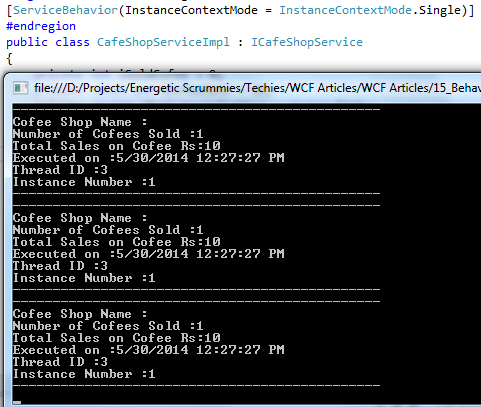 [ServiceBehavior(InstanceContextMode = InstanceContextMode.Single)]
#endregion
public class CafeShopServiceImpl : ICafeShopService
{
file:///D:/Projects/Energetic Scrummies/Techies/WCF Articles/WCF Articles/15_Behav
----------------------------------------------
Cofee Shop Name :
Number of Cofees Sold :1
Total Sales on Cofee Rs:10
Executed on :5/30/2014 12:27:27 PM
Thread ID :3
Instance Number :1
----------------------------------------------
----------------------------------------------
Cofee Shop Name :
Number of Cofees Sold :1
Total Sales on Cofee Rs:10
Executed on :5/30/2014 12:27:27 PM
Thread ID :3
Instance Number :1
----------------------------------------------
----------------------------------------------
Cofee Shop Name :
Number of Cofees Sold :1
Total Sales on Cofee Rs:10
Executed on :5/30/2014 12:27:27 PM
Thread ID :3
Instance Number :1
----------------------------------------------